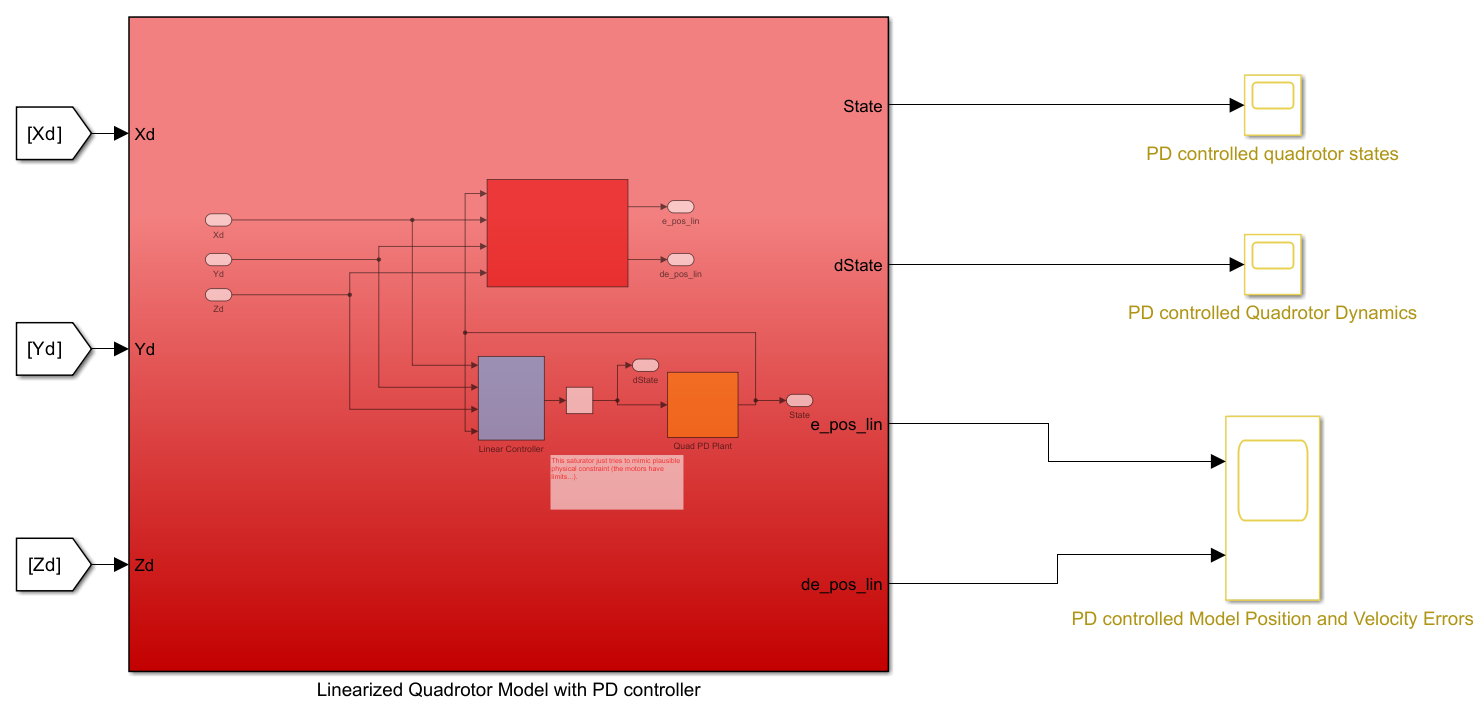 [Xd]
Xd
State
PD controlled quadrotor states
Xd
e_pos_lin
Yd
de_pos_lin
Zd
dState
PD controlled Quadrotor Dynamics
[Yd]
Yd
dState
State
e_pos_lin
Linear Controller
Quad PD Plant
This saturator just tries to mimic plausible
physical constraint (the motors have
limits...).
[Zd]
Zd
de_pos_lin
PD controlled Model Position and Velocity Errors
Linearized Quadrotor Model with PD controller